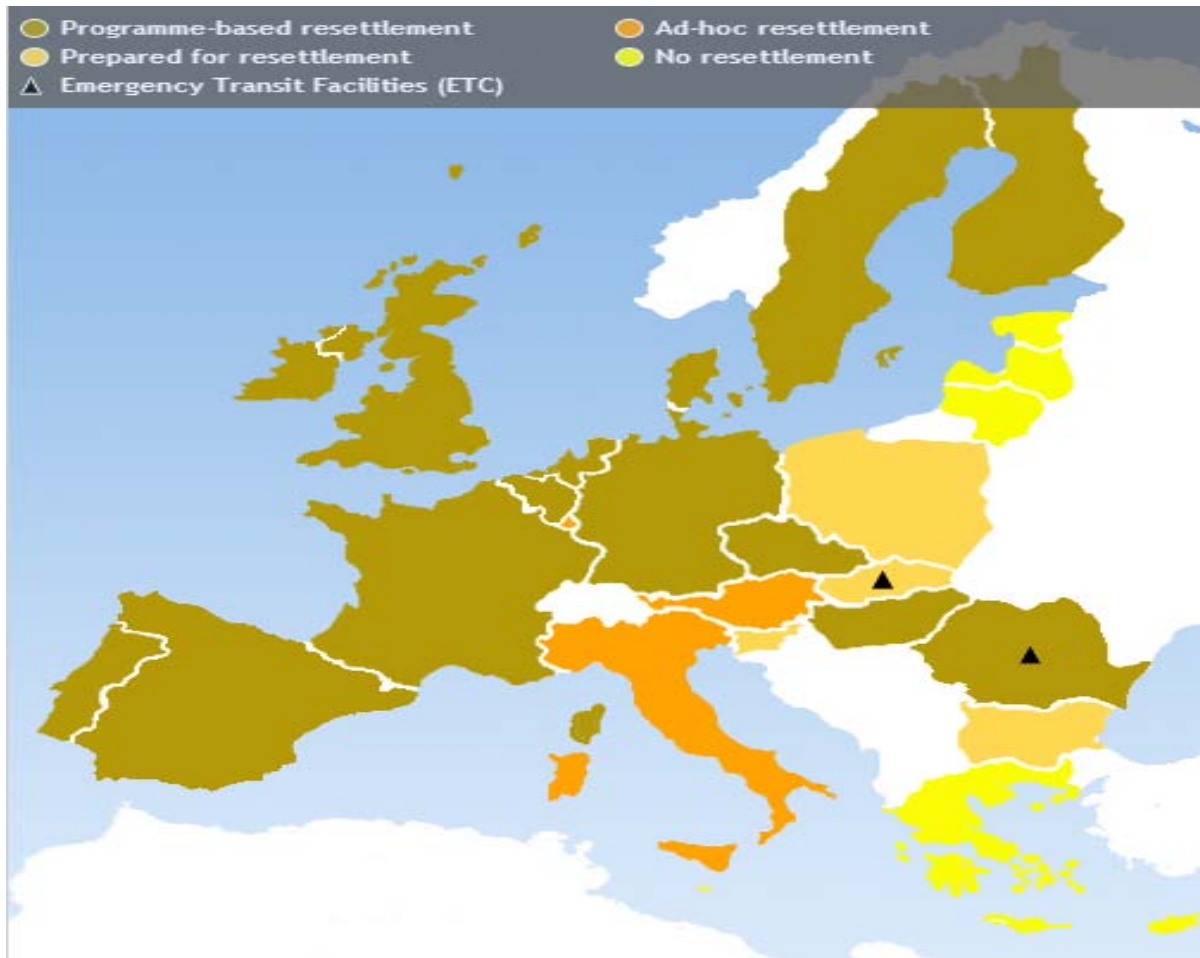 Programme-based resettlement
Ad-hoc resettlement
Prepared for resettlement
No resettlement
Emergency Transit Facilities (ETC)